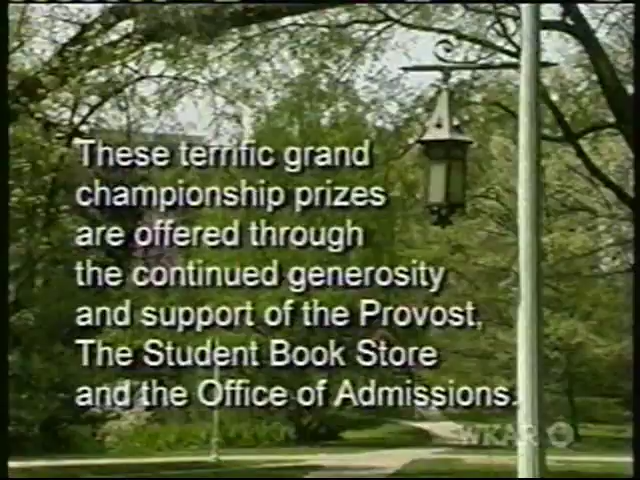 These terrific grand
championship prizes
are offered through
the continued generosity
and support of the Provost,
The Student Book Store
and the Office of Admissions.
WKAR